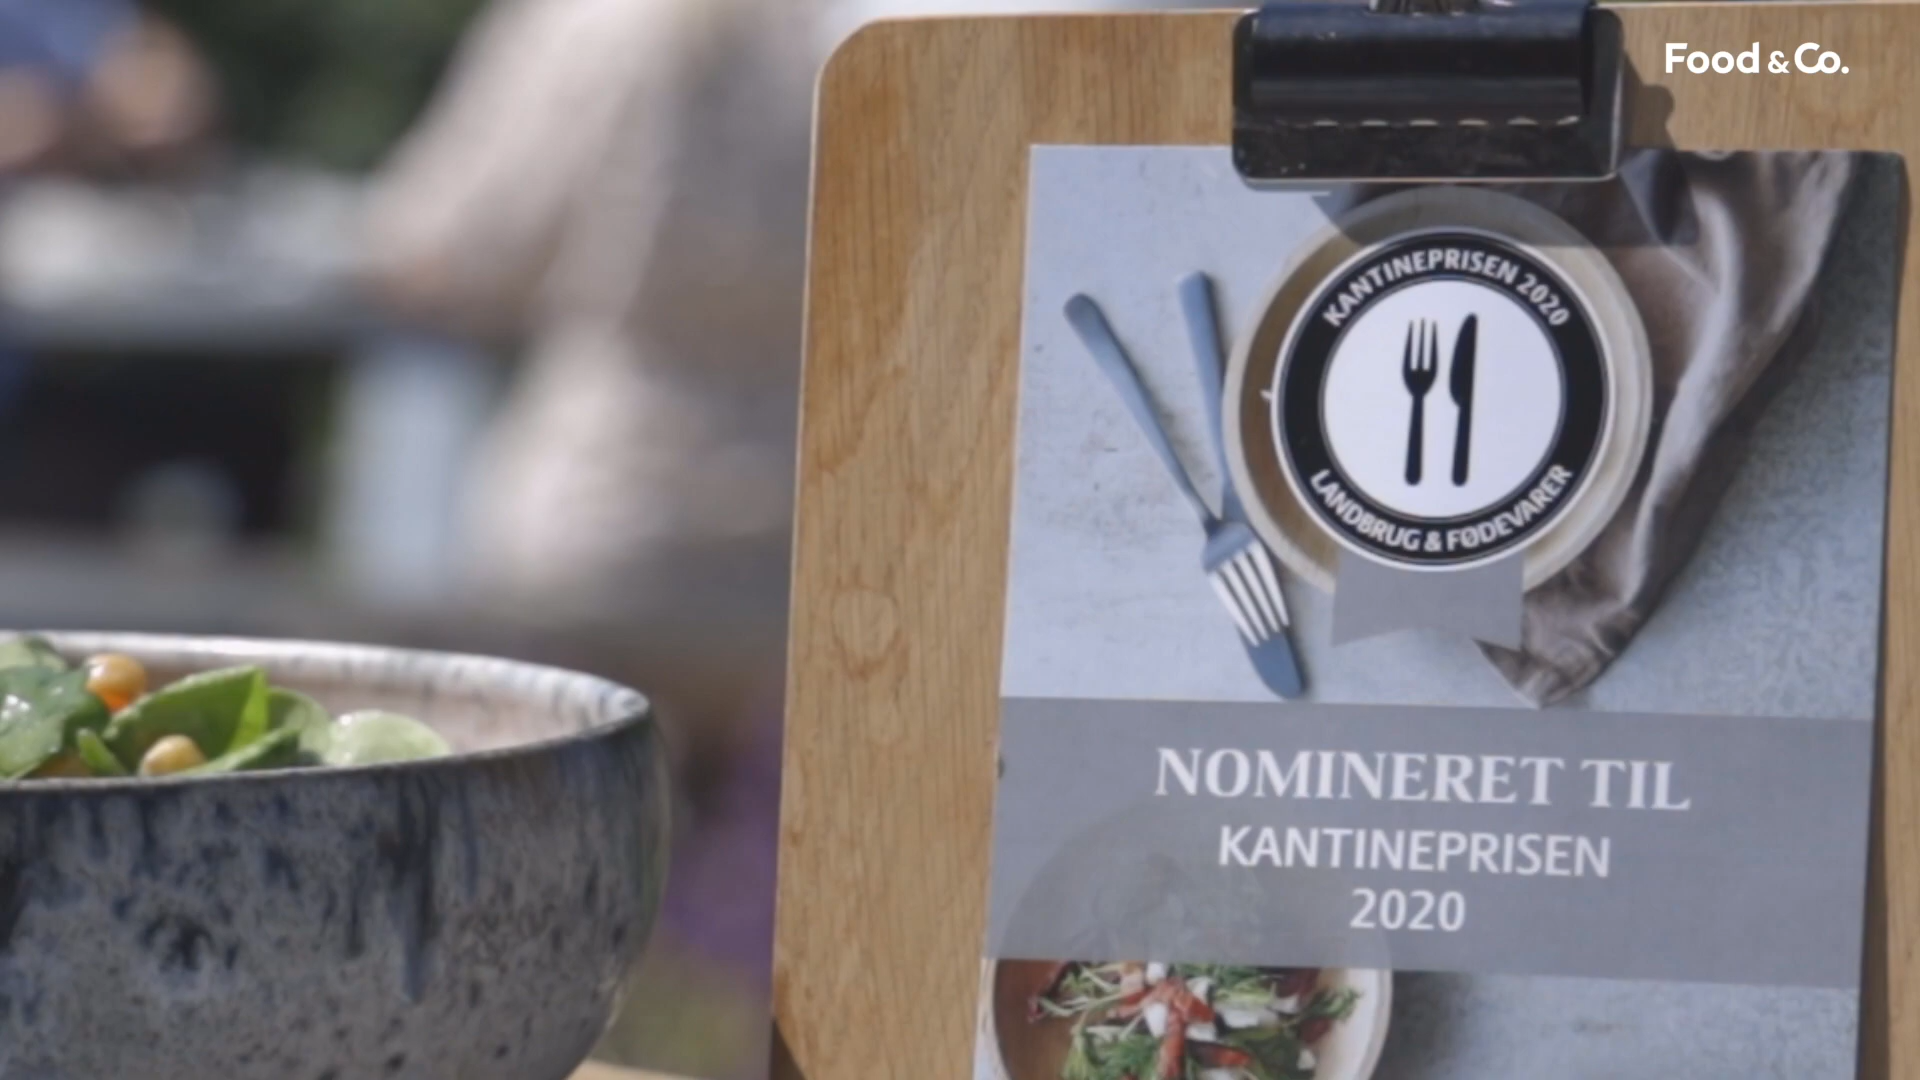 Food & Co.
KANTINEPRISEN 2020
LANDBRUG & FØDEVARER
NOMINERET TIL
KANTINEPRISEN
2020